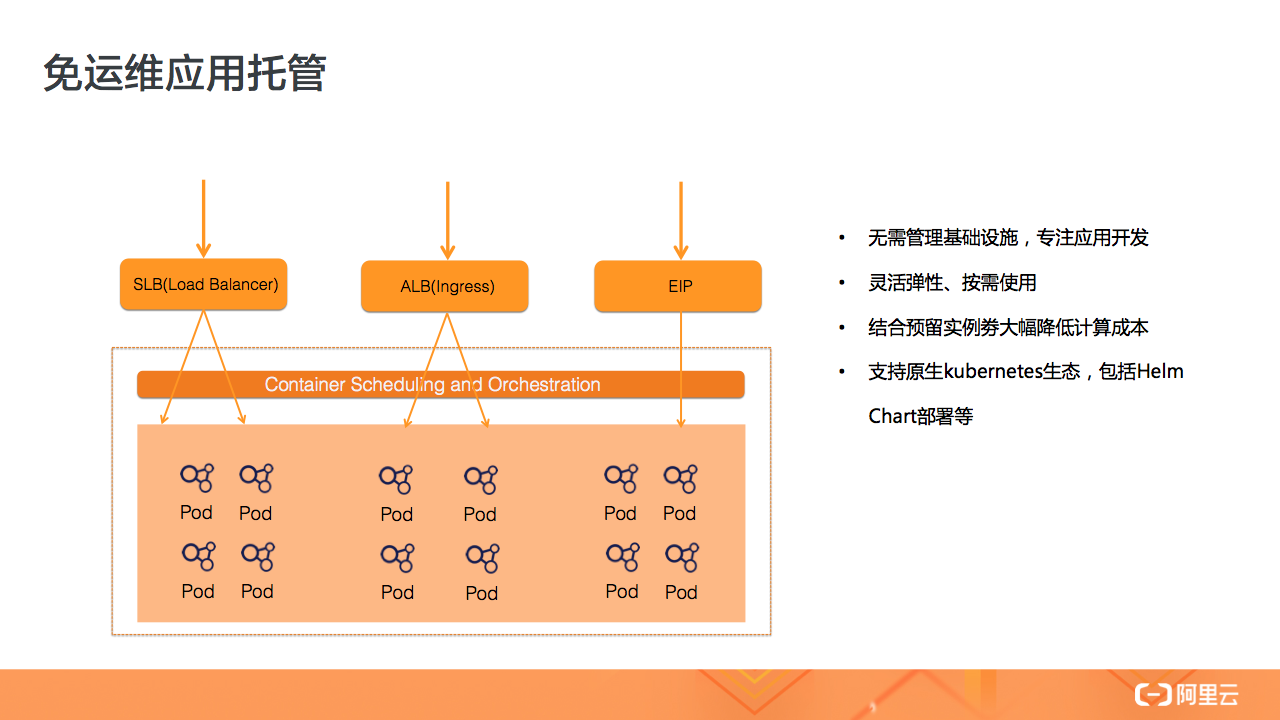 免运维应用托管
SLB(Load Balancer)
ALB(Ingress)
EIP
Container Scheduling and Orchestration
Pod Pod Pod Pod Pod Pod
Pod Pod Pod Pod Pod Pod
• 无需管理基础设施，专注应用开发
• 灵活弹性、按需使用
• 结合预留实例劵大幅降低计算成本
• 支持原生kubernetes生态，包括Helm
Chart部署等
阿里云